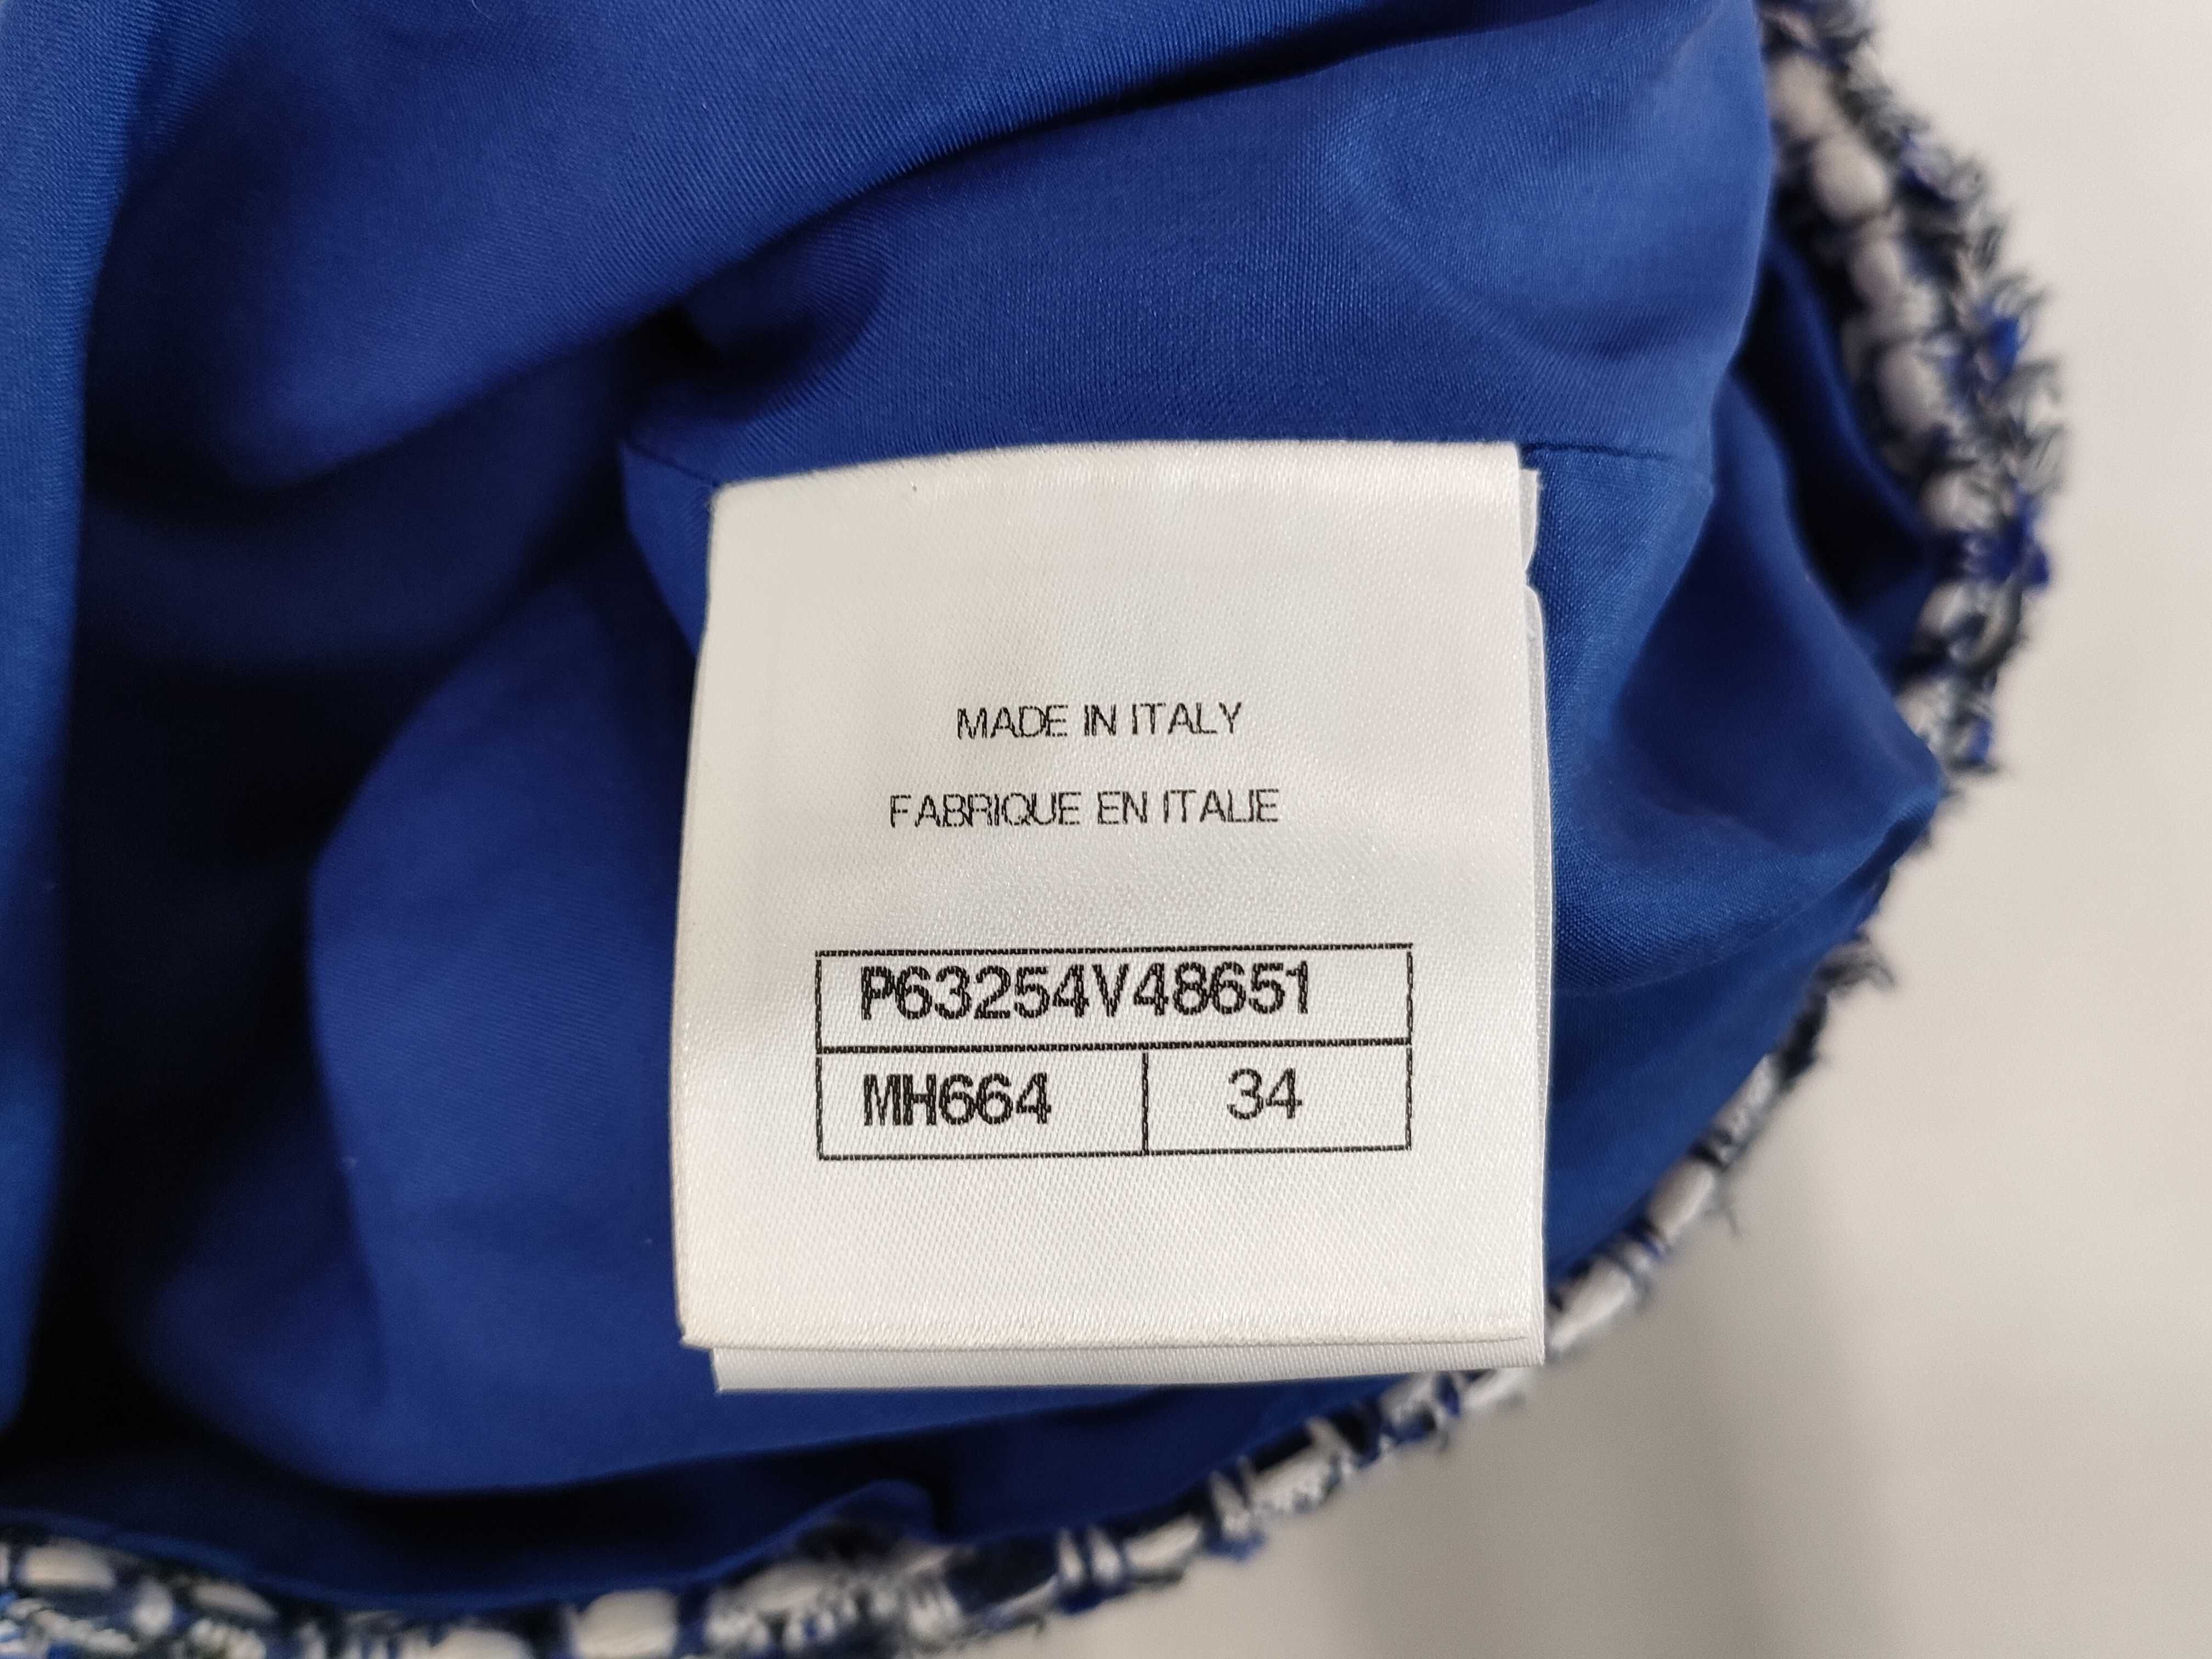 MADE IN ITALY
FABRIQUE EN ITALIE
P63254V48651
MH664 34